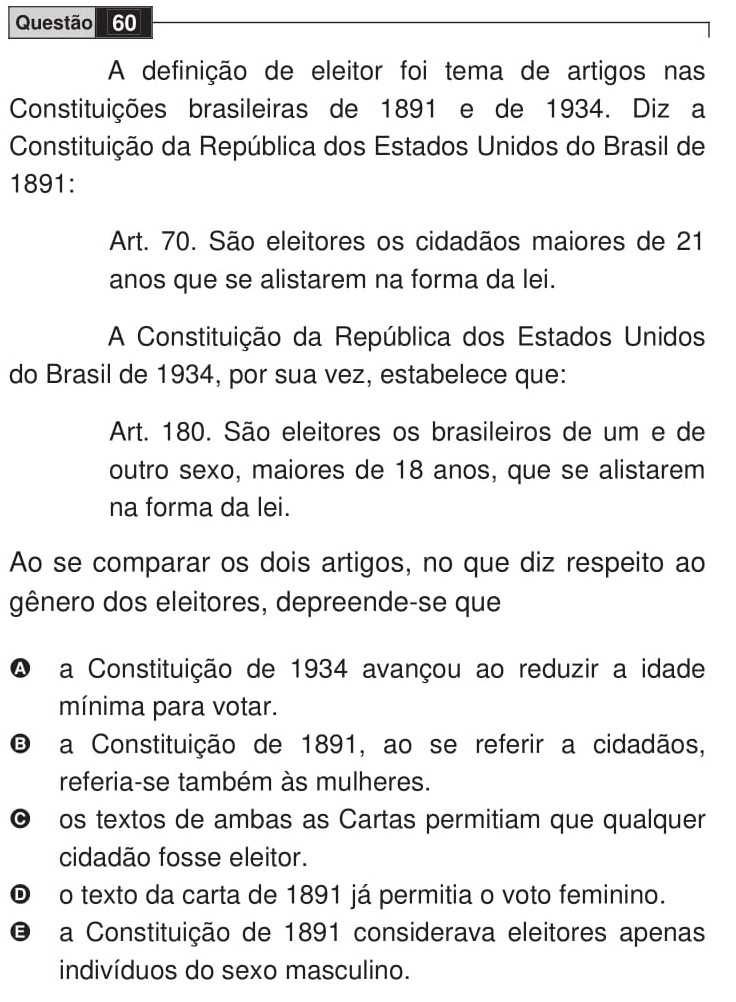 Questão 60
A definição de eleitor foi tema de artigos nas
Constituições brasileiras de 1891 e de 1934. Diz a
Constituição da República dos Estados Unidos do Brasil de
1891:
Art. 70. São eleitores os cidadãos maiores de 21
anos que se alistarem na forma da lei.
A Constituição da República dos Estados Unidos
do Brasil de 1934, por sua vez, estabelece que:
Art. 180. São eleitores os brasileiros de um e de
outro sexo, maiores de 18 anos, que se alistarem
na forma da lei.
Ao se comparar os dois artigos, no que diz respeito ao
gênero dos eleitores, depreende-se que
A a Constituição de 1934 avançou ao reduzir a idade
mínima para votar.
B a Constituição de 1891, ao se referir a cidadãos,
referia-se também às mulheres.
C os textos de ambas as Cartas permitiam que qualquer
cidadão fosse eleitor.
D o texto da carta de 1891 já permitia o voto feminino.
E a Constituição de 1891 considerava eleitores apenas
indivíduos do sexo masculino.